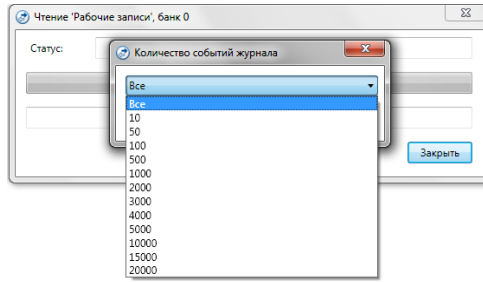 Чтение 'Рабочие записи', банк 0
Статус:
Количество событий журнала
Все
Все
10
50
100
500
1000
2000
3000
4000
5000
10000
15000
20000
Закрыть